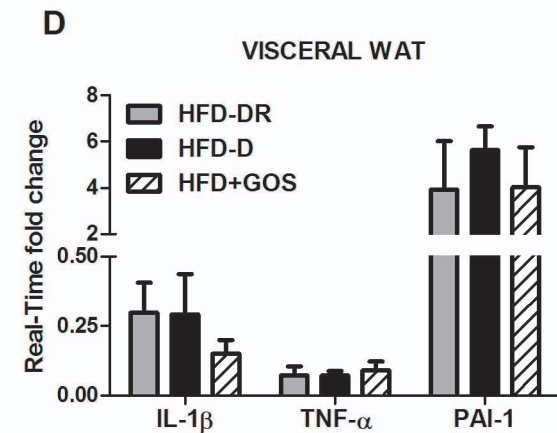 D
VISCERAL WAT
Real-Time fold change
8
6
4
2
0.50
0.25
0.00
HFD-DR
HFD-D
HFD+GOS
IL-1β TNF-α PAI-1